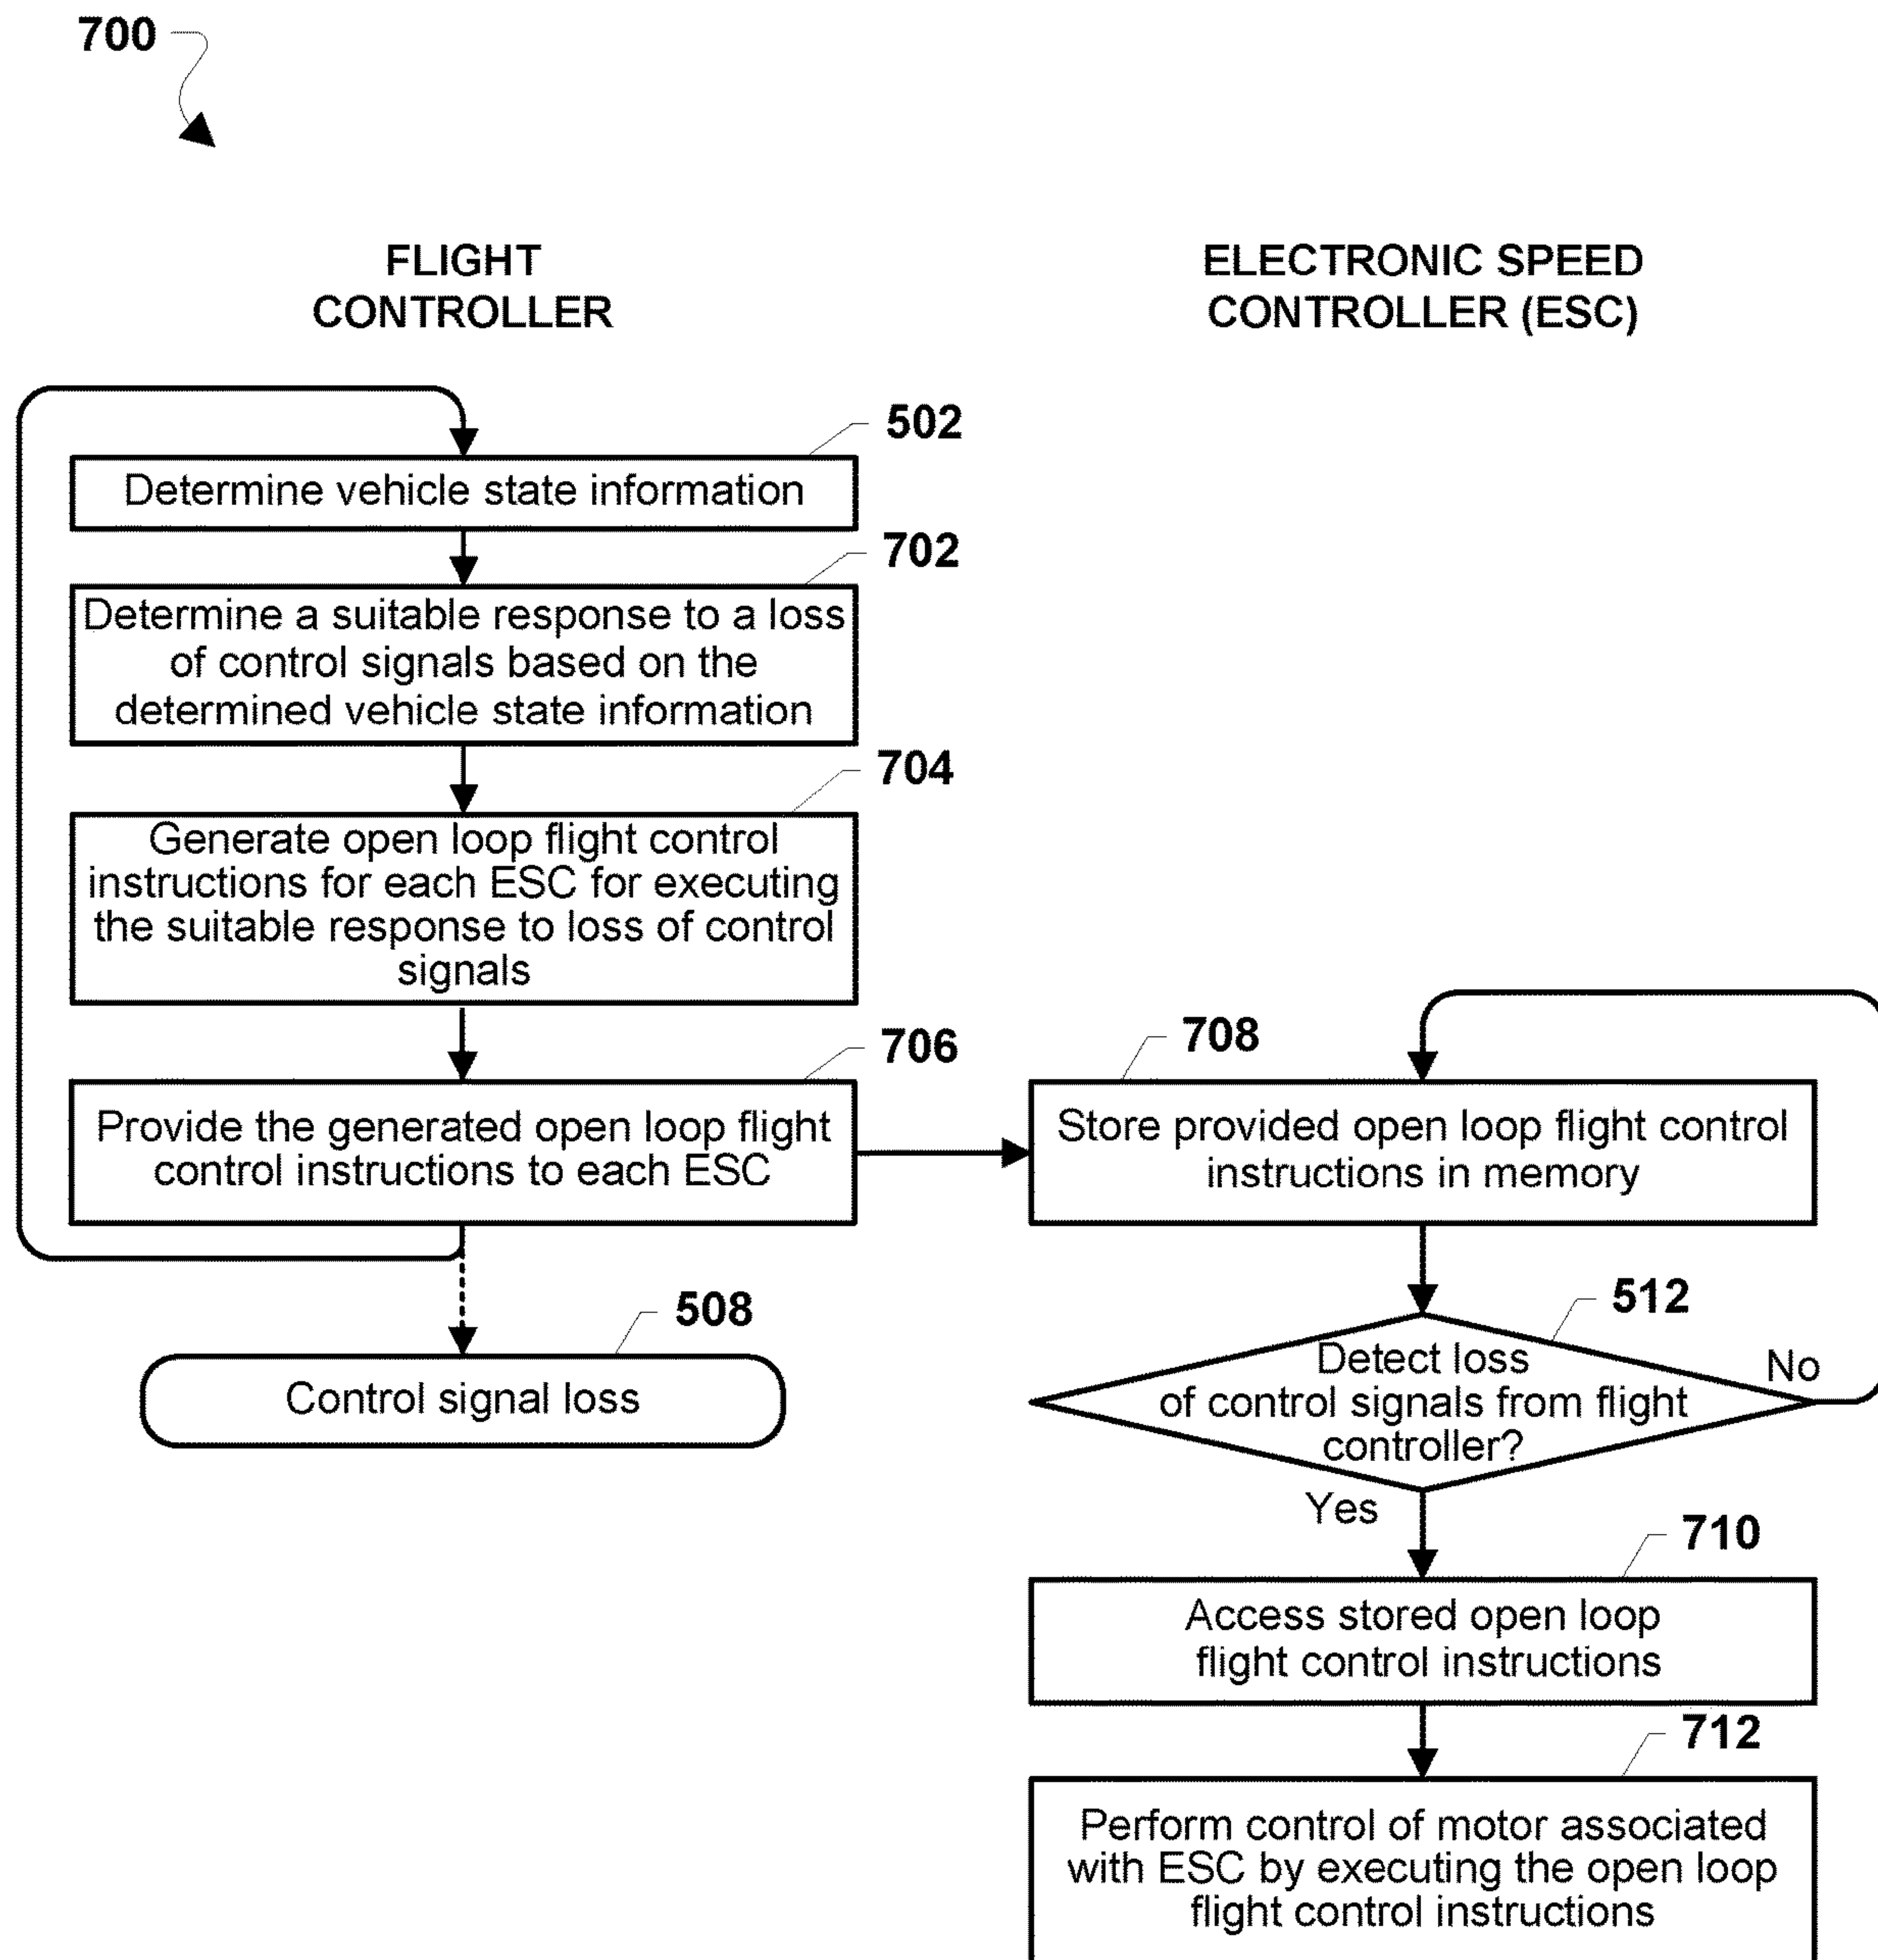 700
FLIGHT
CONTROLLER
ELECTRONIC SPEED
CONTROLLER (ESC)
502
Determine vehicle state information
702
Determine a suitable response to a loss
of control signals based on the
determined vehicle state information
704
Generate open loop flight control
instructions for each ESC for executing
the suitable response to loss of control
signals
706
Provide the generated open loop flight
control instructions to each ESC
508
Control signal loss
708
Store provided open loop flight control
instructions in memory
512
Detect loss
of control signals from flight
controller?
No
Yes
710
Access stored open loop
flight control instructions
712
Perform control of motor associated
with ESC by executing the open loop
flight control instructions